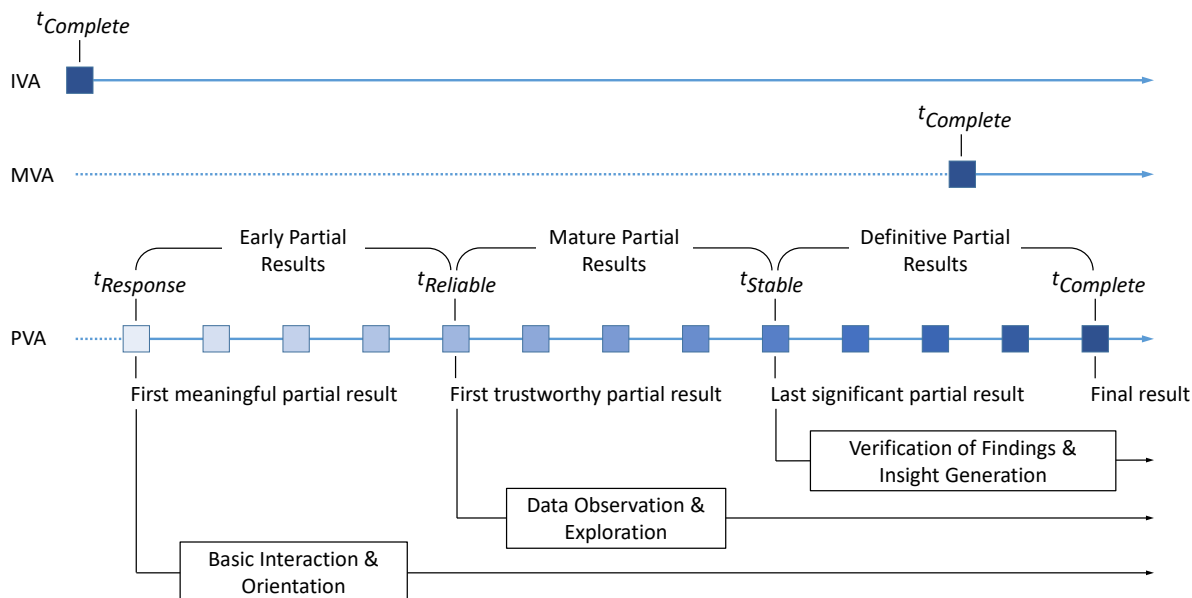 tComplete
IVA
tComplete
MVA
Early Partial
Results
Mature Partial
Results
Definitive Partial
Results
tResponse
tReliable
tStable
tComplete
PVA
First meaningful partial result
First trustworthy partial result
Last significant partial result
Final result
Verification of Findings &
Insight Generation
Data Observation &
Exploration
Basic Interaction &
Orientation